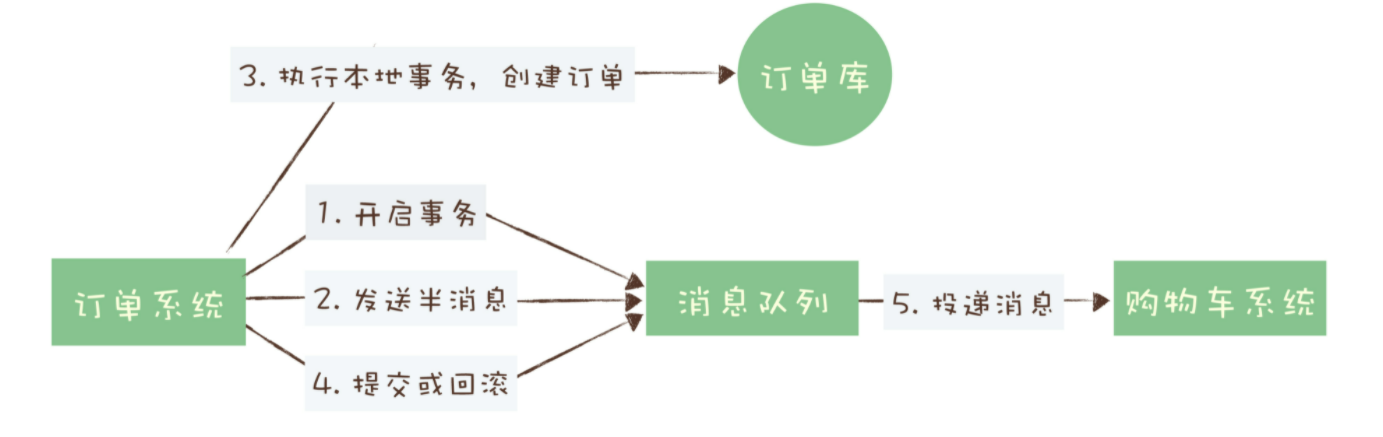 3. 执行本地事务，创建订单
订单库
1. 开启事务
订单系统
2. 发送半消息
消息队列
5. 投递消息
购物车系统
4. 提交或回滚